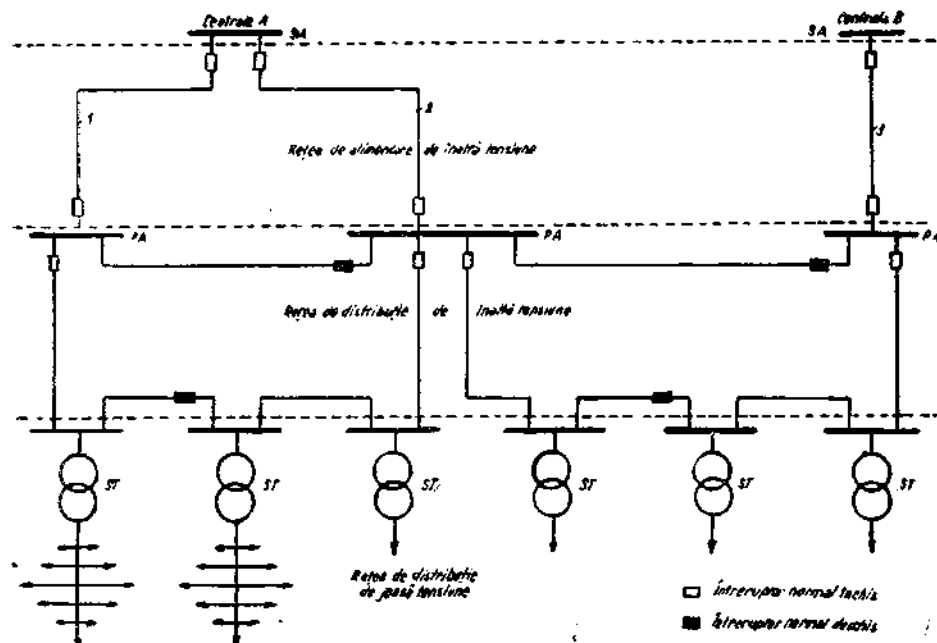 Centrala A
SA
Centrala B
SA
1
2
3
Rețea de alimentare de înaltă tensiune
PA
PA
PA
Rețea de distribuție de înaltă tensiune
ST
ST
ST
ST
ST
ST
Rețea de distribuție
de joasă tensiune
Întreruptor normal închis
Întreruptor normal deschis